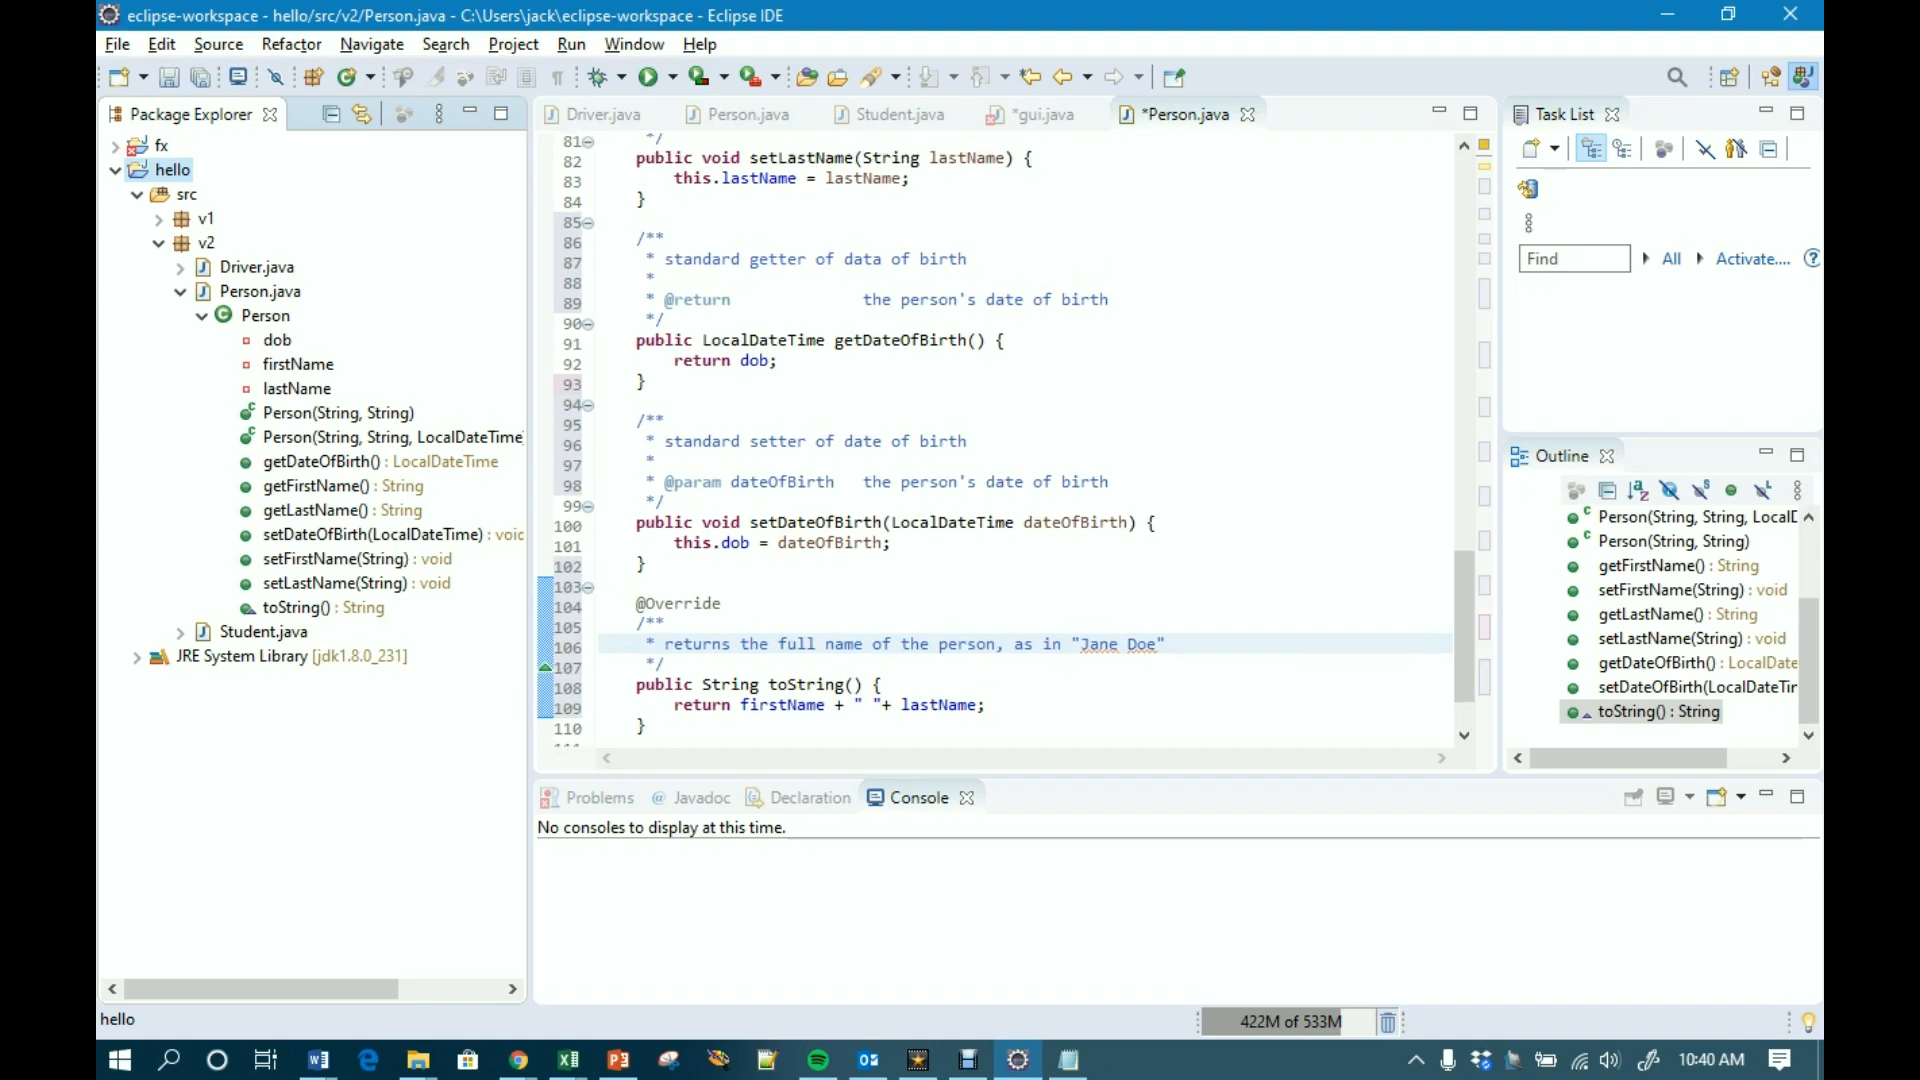 eclipse-workspace - hello/src/v2/Person.java - C:\Users\jack\eclipse-workspace - Eclipse IDE
File Edit Source Refactor Navigate Search Project Run Window Help
Package Explorer
fx
hello
src
v1
v2
Driver.java
Person.java
Person
dob
firstName
lastName
Person(String, String)
Person(String, String, LocalDateTime
getDateOfBirth() : LocalDateTime
getFirstName() : String
getLastName() : String
setDateOfBirth(LocalDateTime) : voic
setFirstName(String) : void
setLastName(String) : void
toString() : String
Student.java
JRE System Library [jdk1.8.0_231]
Driver.java Person.java Student.java *gui.java *Person.java
81 */
82 public void setLastName(String lastName) {
83 this.lastName = lastName;
84 }
85
86 /**
87 * standard getter of data of birth
88 *
89 * @return the person's date of birth
90 */
91 public LocalDateTime getDateOfBirth() {
92 return dob;
93 }
94
95 /**
96 * standard setter of date of birth
97 *
98 * @param dateOfBirth the person's date of birth
99 */
100 public void setDateOfBirth(LocalDateTime dateOfBirth) {
101 this.dob = dateOfBirth;
102 }
103
104 @Override
105 /**
106 * returns the full name of the person, as in "Jane Doe"
107 */
108 public String toString() {
109 return firstName + " "+ lastName;
110 }
Task List
Find All Activate....
Outline
Person(String, String, LocalD
Person(String, String)
getFirstName() : String
setFirstName(String) : void
getLastName() : String
setLastName(String) : void
getDateOfBirth() : LocalDate
setDateOfBirth(LocalDateTin
toString() : String
Problems @ Javadoc Declaration Console
No consoles to display at this time.
hello
422M of 533M
10:40 AM